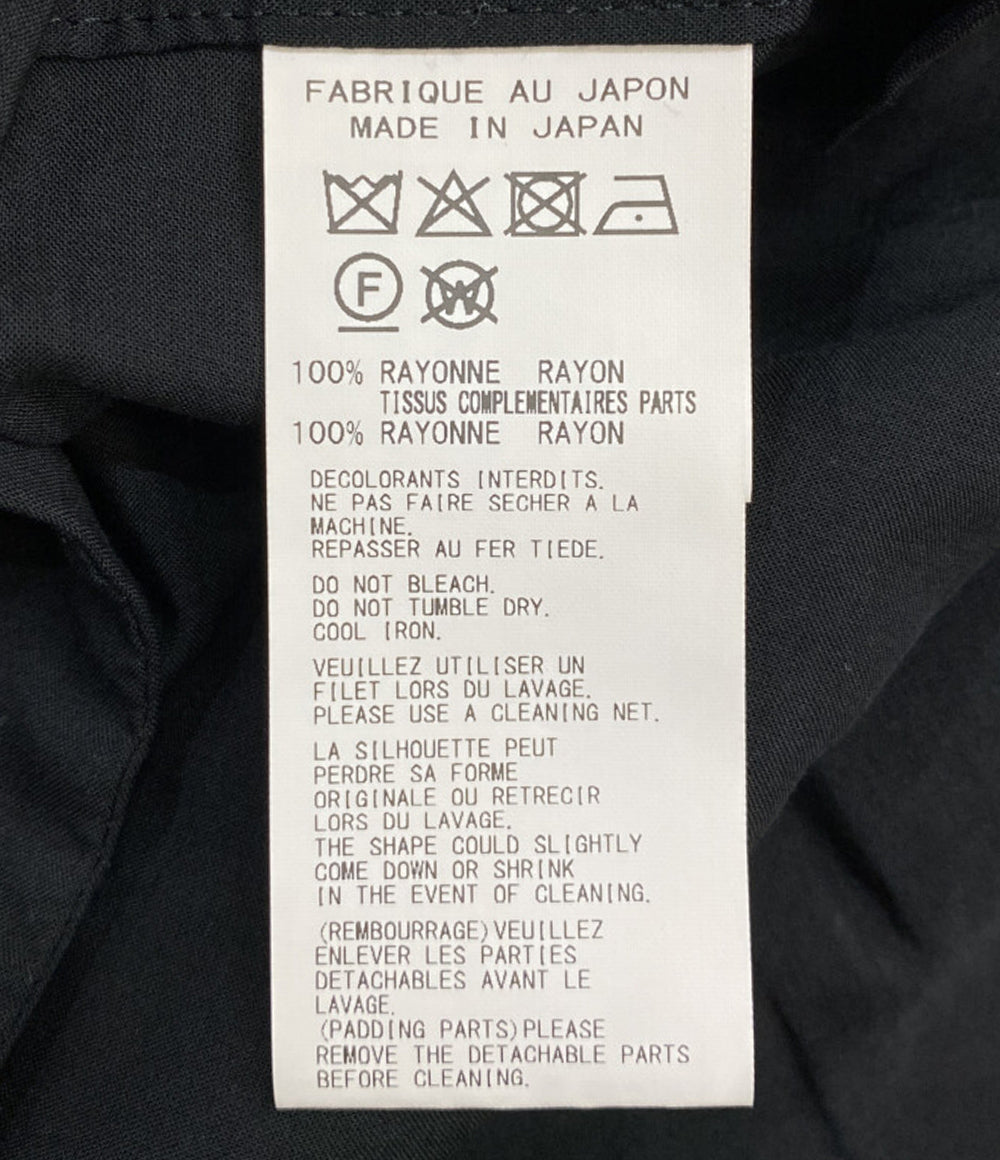 FABRIQUE AU JAPON
MADE IN JAPAN
F W
100% RAYONNE RAYON
TISSUS COMPLEMENTAIRES PARTS
100% RAYONNE RAYON
DECOLORANTS INTERDITS.
NE PAS FAIRE SECHER A LA
MACHINE.
REPASSER AU FER TIEDE.
DO NOT BLEACH.
DO NOT TUMBLE DRY.
COOL IRON.
VEUILLEZ UTILISER UN
FILET LORS DU LAVAGE.
PLEASE USE A CLEANING NET.
LA SILHOUETTE PEUT
PERDRE SA FORME
ORIGINALE OU RETRECIR
LORS DU LAVAGE.
THE SHAPE COULD SLIGHTLY
COME DOWN OR SHRINK
IN THE EVENT OF CLEANING.
(REMBOURRAGE)VEUILLEZ
ENLEVER LES PARTIES
DETACHABLES AVANT LE
LAVAGE.
(PADDING PARTS)PLEASE
REMOVE THE DETACHABLE PARTS
BEFORE CLEANING.